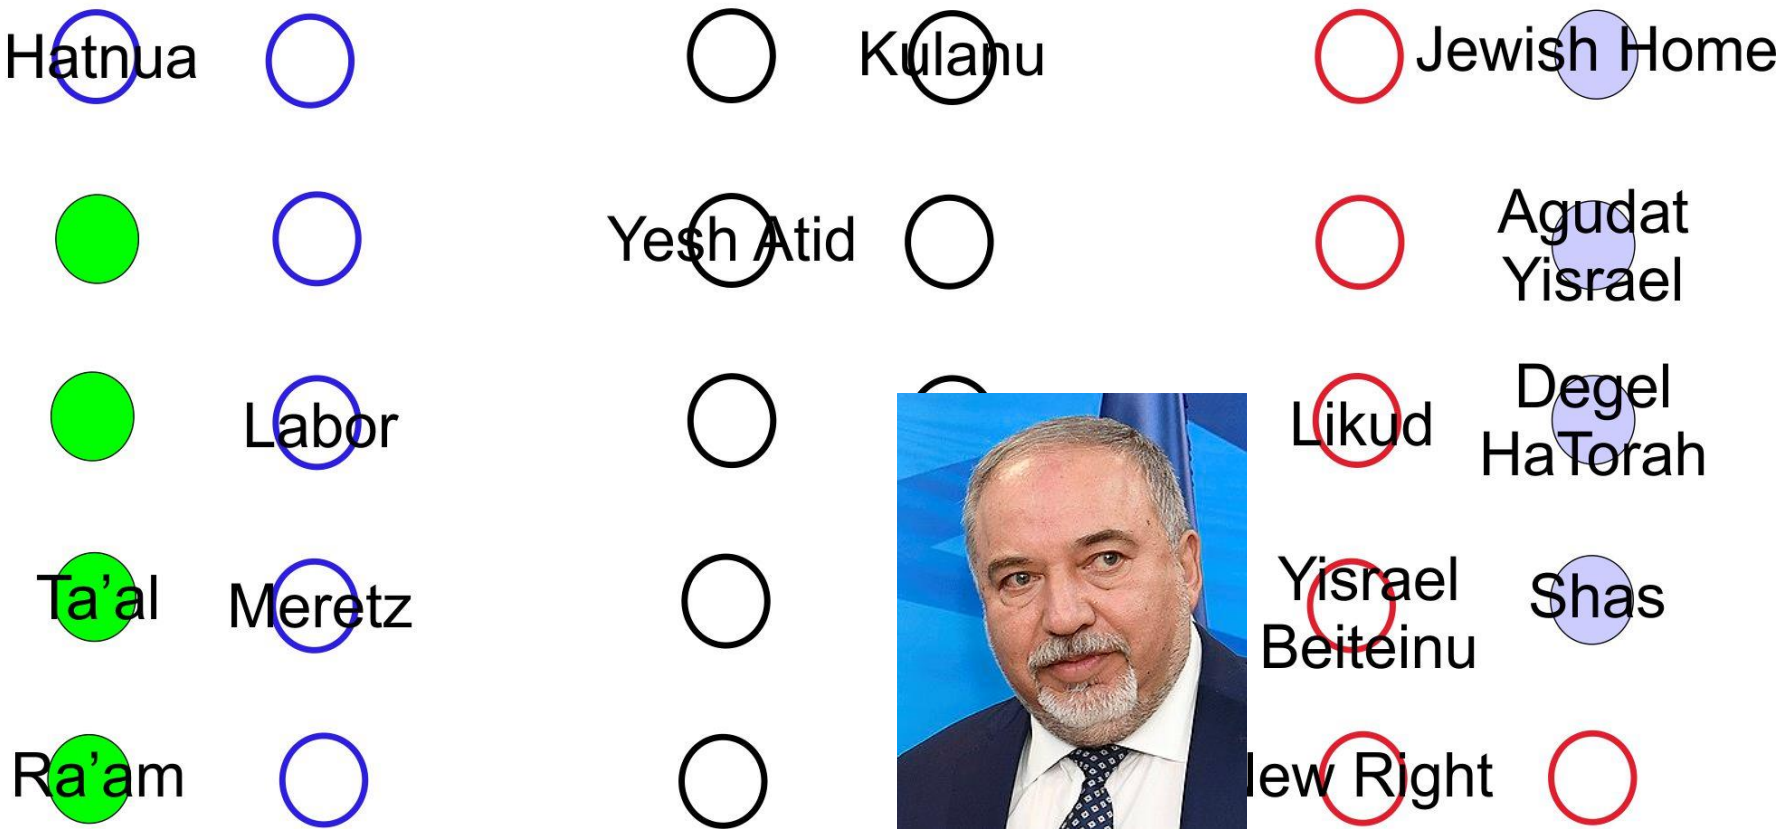 Hatnua
Kulanu
Jewish Home
Yesh Atid
Agudat
Yisrael
Labor
Likud
Degel
HaTorah
Ta’al
Meretz
Yisrael
Beiteinu
Shas
Ra’am
Right